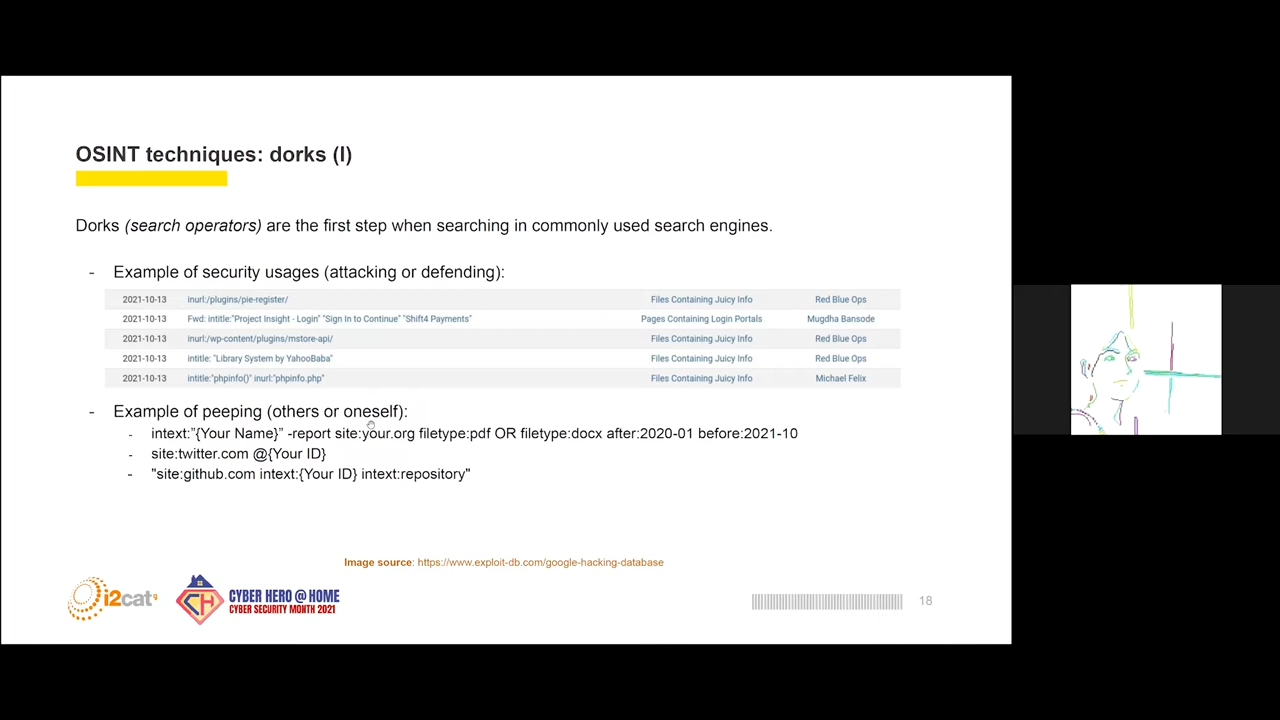 OSINT techniques: dorks (I)
Dorks (search operators) are the first step when searching in commonly used search engines.
- Example of security usages (attacking or defending):
2021-10-13 inurl:/plugins/pie-register/ Files Containing Juicy Info Red Blue Ops
2021-10-13 Fwd: intitle:"Project Insight - Login" "Sign In to Continue" "Shift4 Payments" Pages Containing Login Portals Mugdha Bansode
2021-10-13 inurl:/wp-content/plugins/mstore-api/ Files Containing Juicy Info Red Blue Ops
2021-10-13 intitle: "Library System by YahooBaba" Files Containing Juicy Info Red Blue Ops
2021-10-13 intitle:"phpinfo()" inurl:"phpinfo.php" Files Containing Juicy Info Michael Felix
- Example of peeping (others or oneself):
- intext:"{Your Name}" -report site:your.org filetype:pdf OR filetype:docx after:2020-01 before:2021-10
- site:twitter.com @{Your ID}
- "site:github.com intext:{Your ID} intext:repository"
Image source: https://www.exploit-db.com/google-hacking-database
i2cat
CH
CYBER HERO @ HOME
CYBER SECURITY MONTH 2021
18